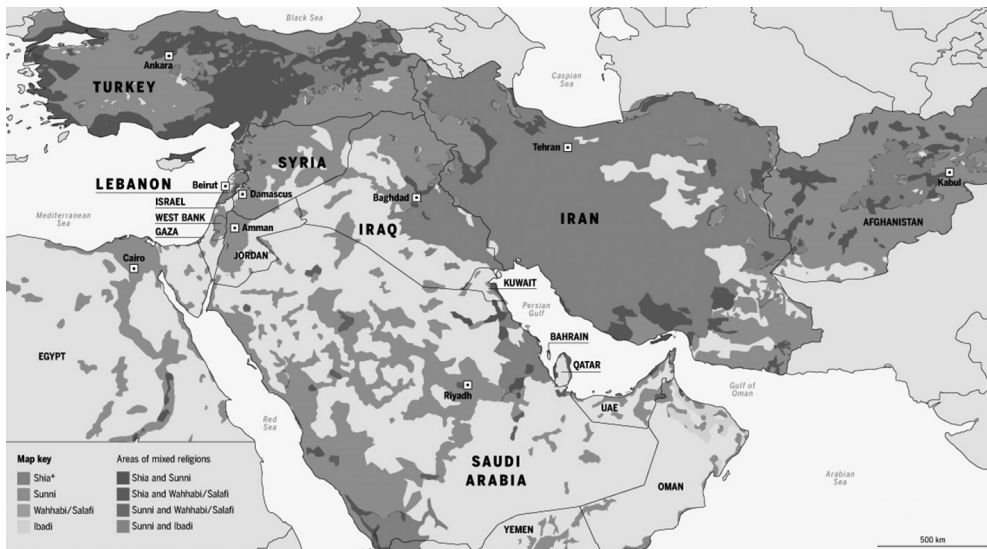 Black Sea
Ankara
TURKEY
Caspian
Sea
Tehran
SYRIA
Kabul
LEBANON
Beirut
Damascus
Baghdad
ISRAEL
Mediterranean
Sea
WEST BANK
IRAN
AFGHANISTAN
GAZA
Amman
IRAQ
Cairo
JORDAN
KUWAIT
Persian
Gulf
BAHRAIN
EGYPT
QATAR
Riyadh
Gulf of
Oman
UAE
Red
Sea
SAUDI
ARABIA
Arabian
Sea
OMAN
YEMEN
Map key
Shia*
Sunni
Wahhabi/Salafi
Ibadi
Areas of mixed religions
Shia and Sunni
Shia and Wahhabi/Salafi
Sunni and Wahhabi/Salafi
Sunni and Ibadi
500 km